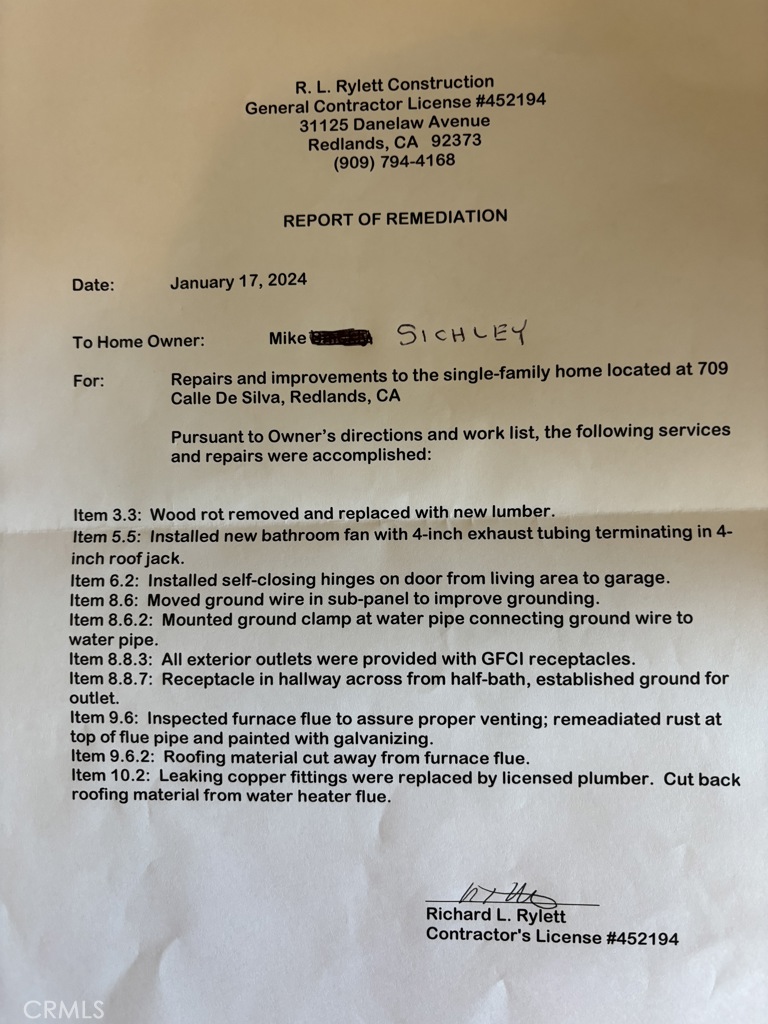 R. L. Rylett Construction
General Contractor License #452194
31125 Danelaw Avenue
Redlands, CA 92373
(909) 794-4168
REPORT OF REMEDIATION
Date: January 17, 2024
To Home Owner: Mike SICHLEY
For: Repairs and improvements to the single-family home located at 709
Calle De Silva, Redlands, CA
Pursuant to Owner's directions and work list, the following services
and repairs were accomplished:
Item 3.3: Wood rot removed and replaced with new lumber.
Item 5.5: Installed new bathroom fan with 4-inch exhaust tubing terminating in 4-
inch roof jack.
Item 6.2: Installed self-closing hinges on door from living area to garage.
Item 8.6: Moved ground wire in sub-panel to improve grounding.
Item 8.6.2: Mounted ground clamp at water pipe connecting ground wire to
water pipe.
Item 8.8.3: All exterior outlets were provided with GFCI receptacles.
Item 8.8.7: Receptacle in hallway across from half-bath, established ground for
outlet.
Item 9.6: Inspected furnace flue to assure proper venting; remeadiated rust at
top of flue pipe and painted with galvanizing.
Item 9.6.2: Roofing material cut away from furnace flue.
Item 10.2: Leaking copper fittings were replaced by licensed plumber. Cut back
roofing material from water heater flue.
Richard L. Rylett
Contractor's License #452194
CRMLS